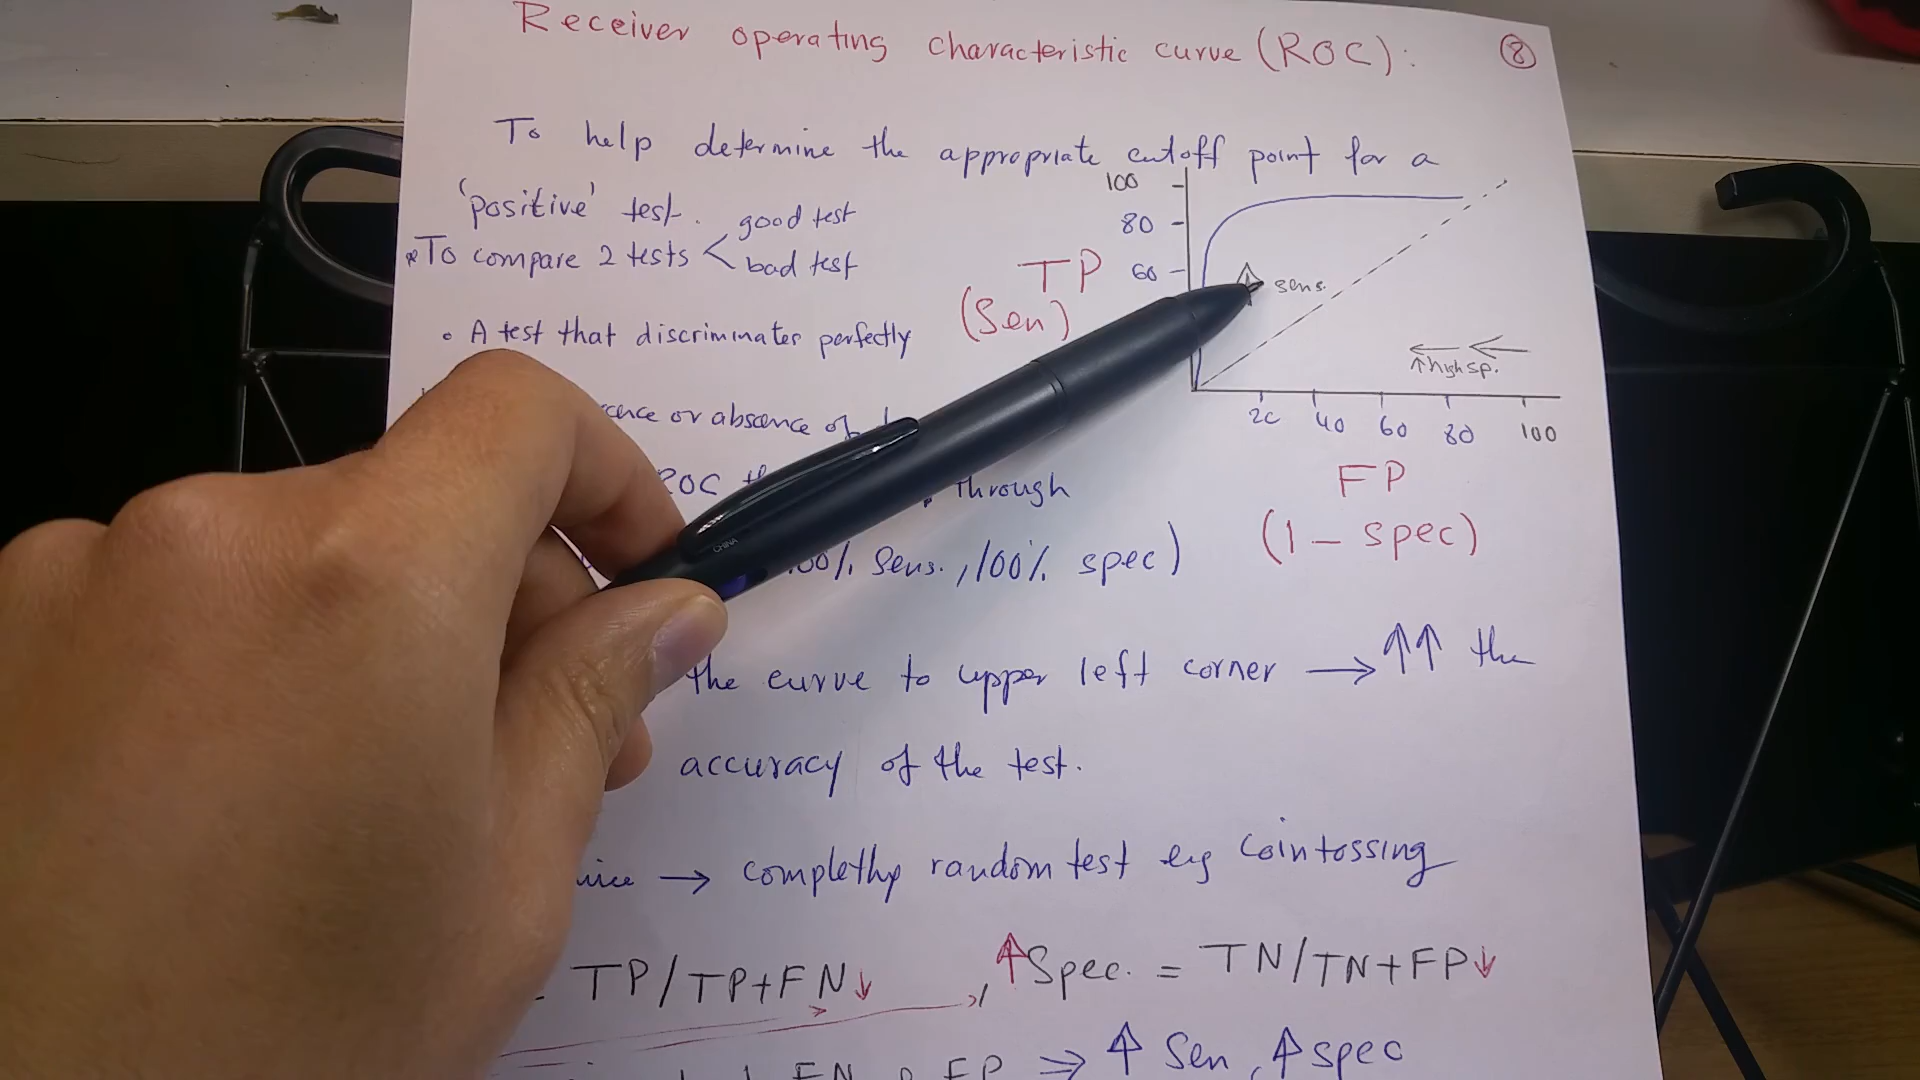 Receiver operating characteristic curve (ROC): 8
To help determine the appropriate cutoff point for a
'positive' test.
good test
*To compare 2 tests <
bad test
• A test that discriminates perfectly
or absence of
ROC through
100% Sens., 100% spec)
the curve to upper left corner → ↑↑ the
accuracy of the test.
→ completly random test eg Cointossing
= TP/TP+FN↓ , ↑Spec. = TN/TN+FP↓
↓ FN FP ⇒ ↑ Sen, ↑ spec
100
80
60
TP
(Sen)
sens.
↑high sp.
20 40 60 80 100
FP
(1 – spec)
CHINA